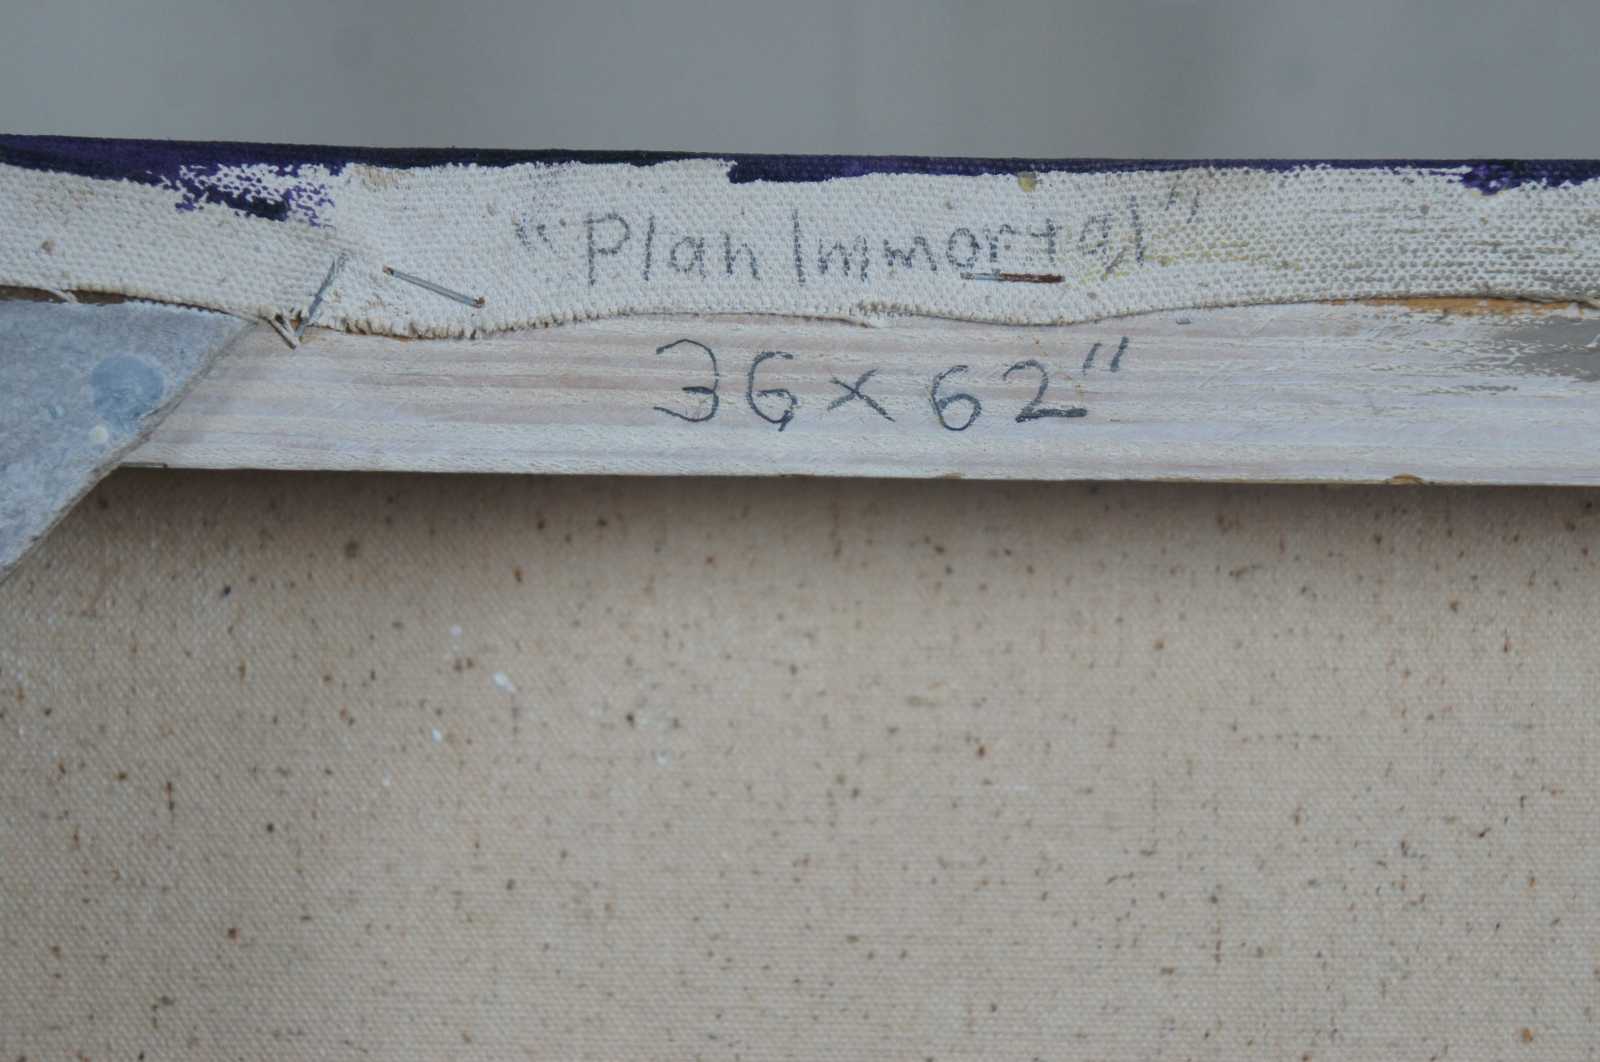 "Plan Immortal"
36 x 62"